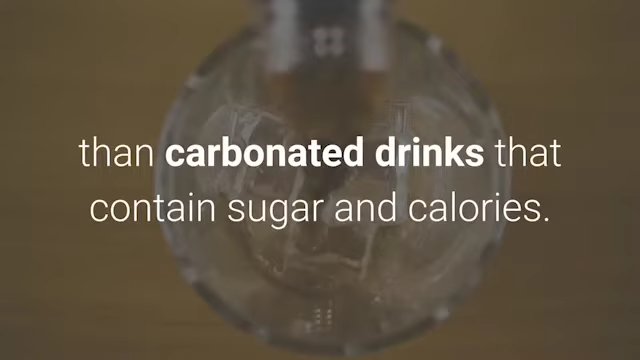 than carbonated drinks that
contain sugar and calories.